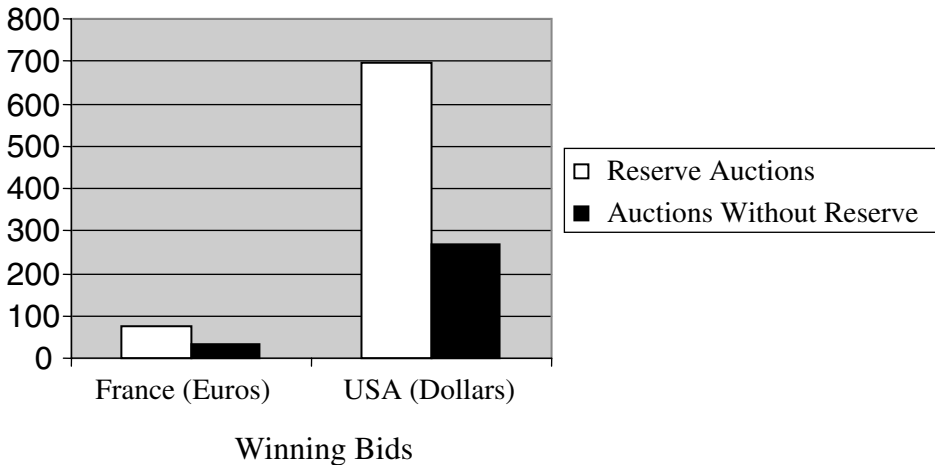 800
700
600
500
400
300
200
100
0
France (Euros) USA (Dollars)
Winning Bids
Reserve Auctions
Auctions Without Reserve